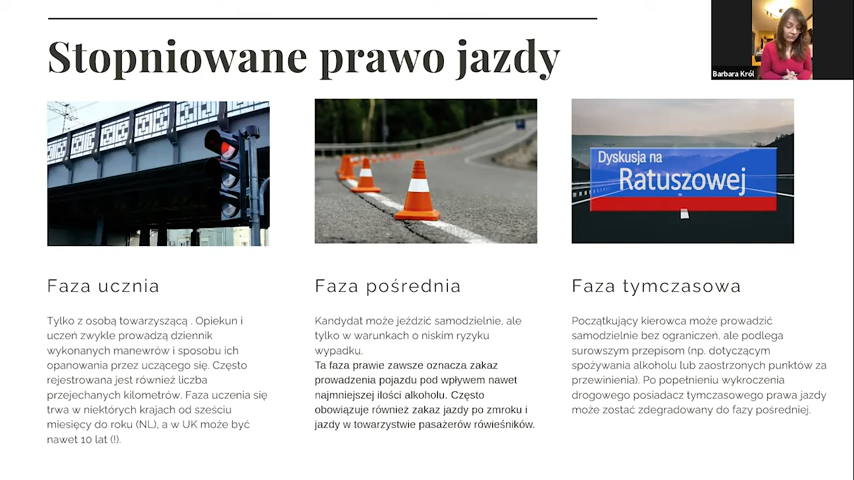 Stopniowane prawo jazdy
Barbara Król
Dyskusja na
Ratuszowej
Faza ucznia
Tylko z osobą towarzyszącą . Opiekun i
uczeń zwykle prowadzą dziennik
wykonanych manewrów i sposobu ich
opanowania przez uczącego się. Często
rejestrowana jest również liczba
przejechanych kilometrów. Faza uczenia się
trwa w niektórych krajach od sześciu
miesięcy do roku (NL), a w UK może być
nawet 10 lat (!).
Faza pośrednia
Kandydat może jeździć samodzielnie, ale
tylko w warunkach o niskim ryzyku
wypadku.
Ta faza prawie zawsze oznacza zakaz
prowadzenia pojazdu pod wpływem nawet
najmniejszej ilości alkoholu. Często
obowiązuje również zakaz jazdy po zmroku i
jazdy w towarzystwie pasażerów rówieśników.
Faza tymczasowa
Początkujący kierowca może prowadzić
samodzielnie bez ograniczeń, ale podlega
surowszym przepisom (np. dotyczącym
spożywania alkoholu lub zaostrzonych punktów za
przewinienia). Po popełnieniu wykroczenia
drogowego posiadacz tymczasowego prawa jazdy
może zostać zdegradowany do fazy pośredniej.